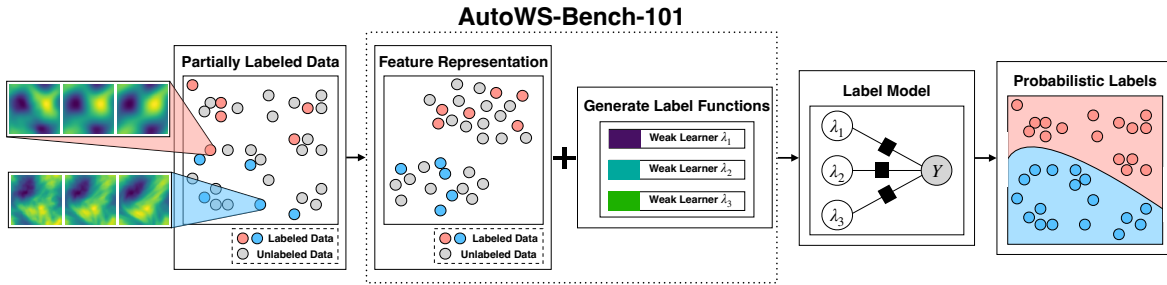 AutoWS-Bench-101
Partially Labeled Data
Labeled Data
Unlabeled Data
Feature Representation
Labeled Data
Unlabeled Data
+
Generate Label Functions
Weak Learner λ₁
Weak Learner λ₂
Weak Learner λ₃
Label Model
λ₁
λ₂
λ₃
Y
Probabilistic Labels